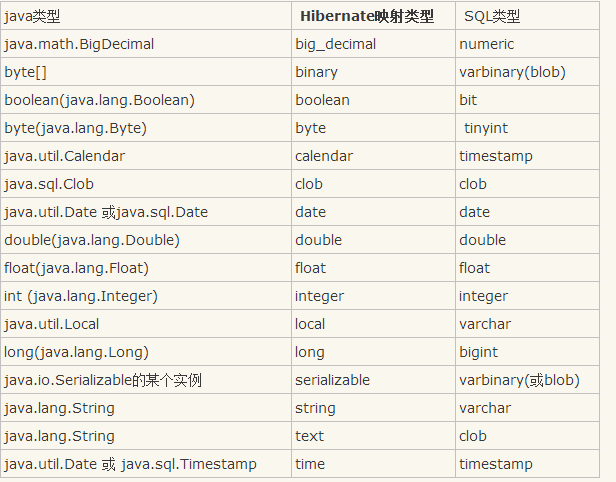 java类型 Hibernate映射类型 SQL类型
java.math.BigDecimal big_decimal numeric
byte[] binary varbinary(blob)
boolean(java.lang.Boolean) boolean bit
byte(java.lang.Byte) byte tinyint
java.util.Calendar calendar timestamp
java.sql.Clob clob clob
java.util.Date 或java.sql.Date date date
double(java.lang.Double) double double
float(java.lang.Float) float float
int (java.lang.Integer) integer integer
java.util.Local local varchar
long(java.lang.Long) long bigint
java.io.Serializable的某个实例 serializable varbinary(或blob)
java.lang.String string varchar
java.lang.String text clob
java.util.Date 或 java.sql.Timestamp time timestamp